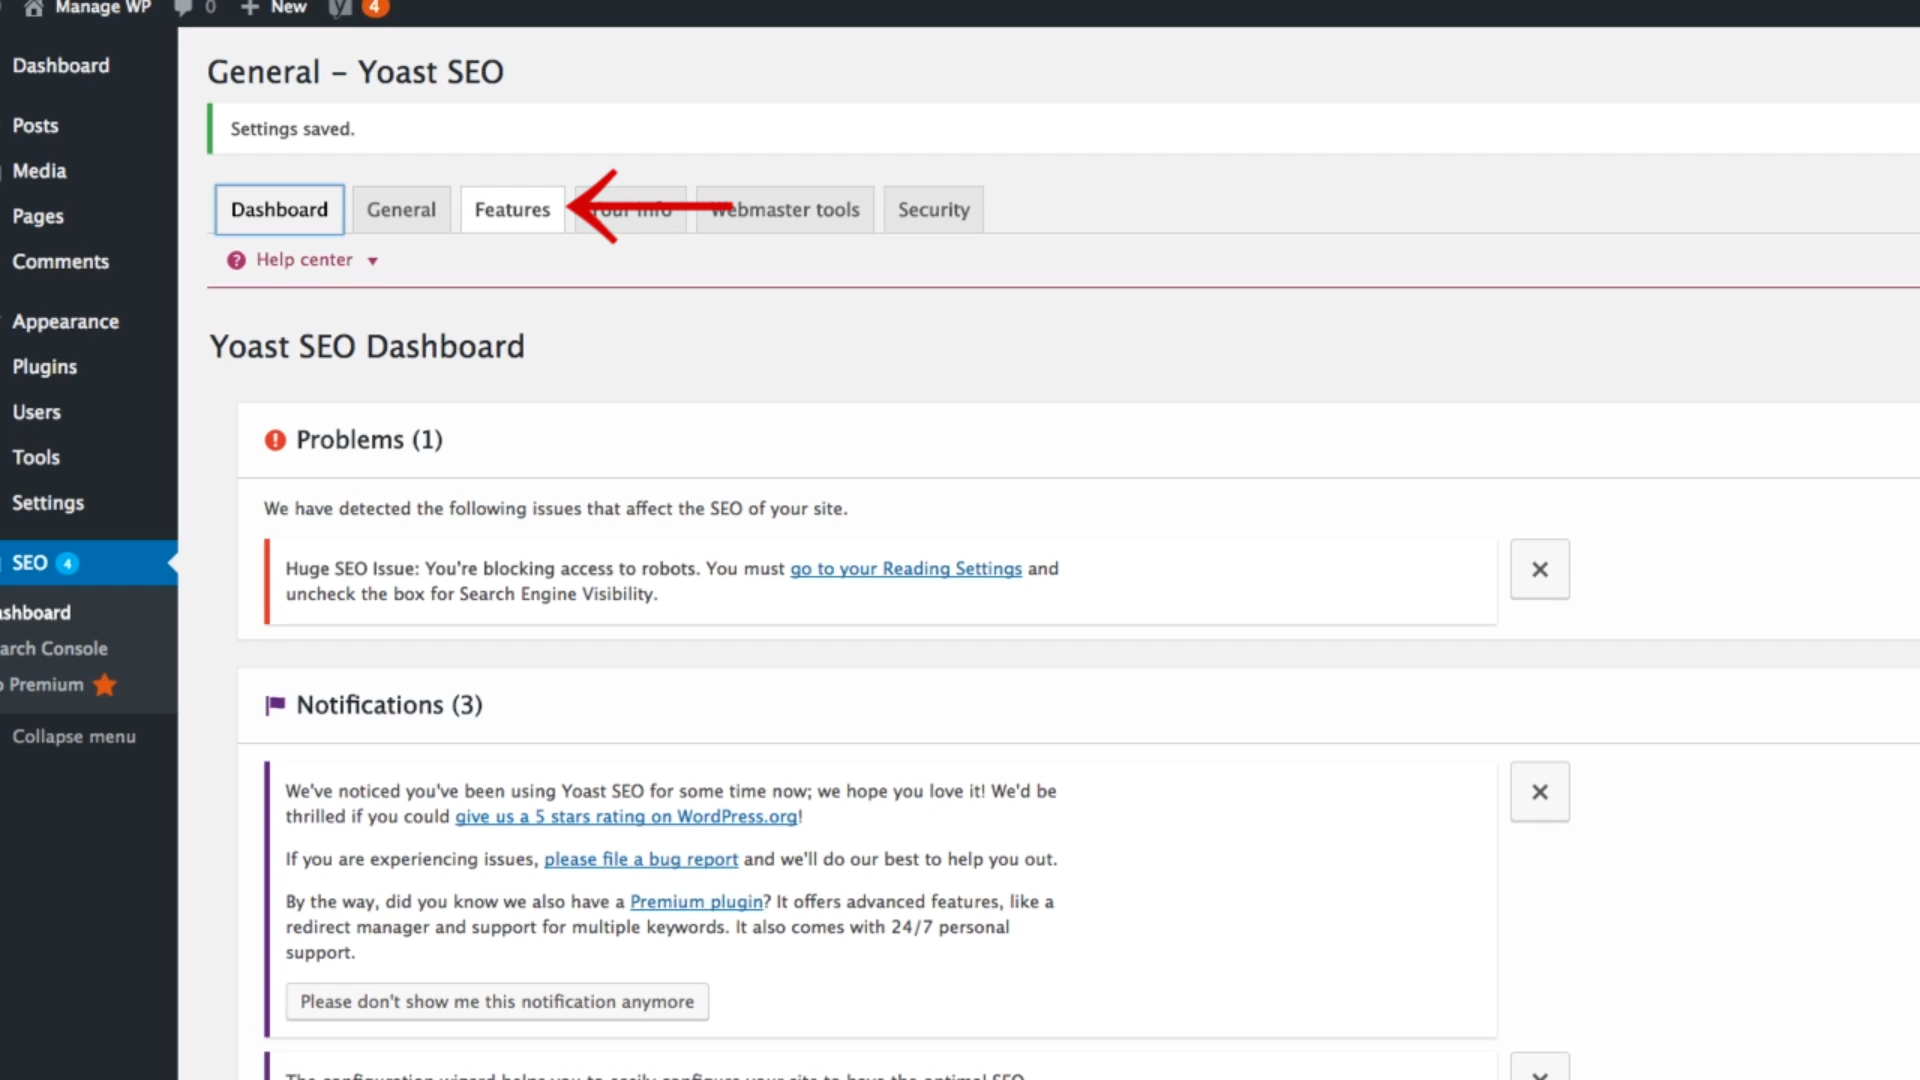 Manage WP 0 New 4
Dashboard
Posts
Media
Pages
Comments
Appearance
Plugins
Users
Tools
Settings
SEO 4
ashboard
arch Console
o Premium
Collapse menu
General – Yoast SEO
Settings saved.
Dashboard General Features Your Info Webmaster tools Security
Help center
Yoast SEO Dashboard
Problems (1)
We have detected the following issues that affect the SEO of your site.
Huge SEO Issue: You're blocking access to robots. You must go to your Reading Settings and
uncheck the box for Search Engine Visibility.
Notifications (3)
We've noticed you've been using Yoast SEO for some time now; we hope you love it! We'd be
thrilled if you could give us a 5 stars rating on WordPress.org!
If you are experiencing issues, please file a bug report and we'll do our best to help you out.
By the way, did you know we also have a Premium plugin? It offers advanced features, like a
redirect manager and support for multiple keywords. It also comes with 24/7 personal
support.
Please don't show me this notification anymore
The configuration wizard helps you to easily configure your site to have the optimal SEO